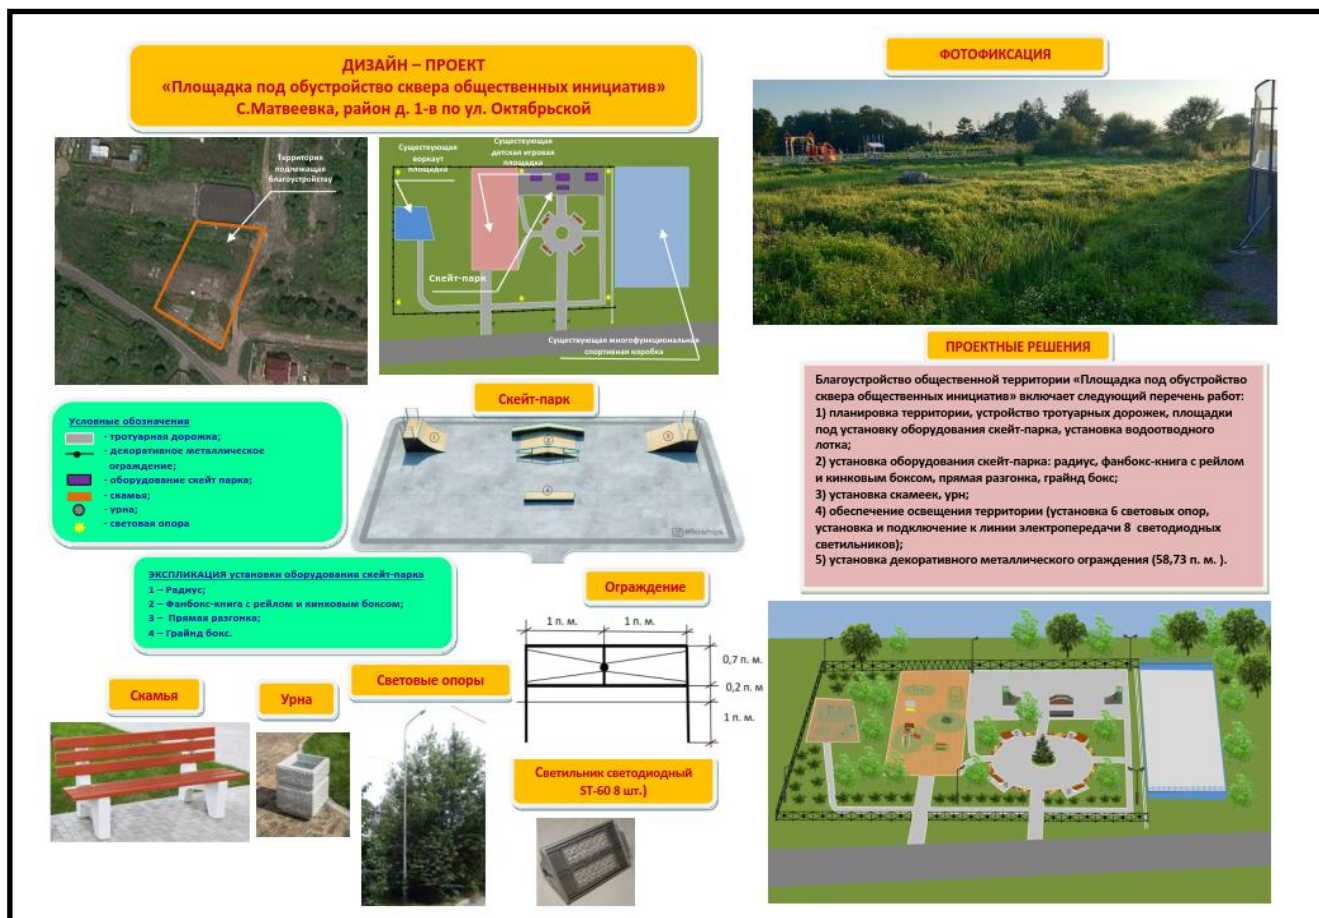 ДИЗАЙН – ПРОЕКТ
«Площадка под обустройство сквера общественных инициатив»
С.Матвеевка, район д. 1-в по ул. Октябрьской
Территория
подлежащая
благоустройству
Существующая
воркаут
площадка
Существующая
детская игровая
площадка
Скейт-парк
Существующая многофункциональная
спортивная коробка
Условные обозначения
- тротуарная дорожка;
- декоративное металлическое
ограждение;
- оборудование скейт парка;
- скамья;
- урна;
- световая опора
Скейт-парк
1
2
3
4
ЭКСПЛИКАЦИЯ установки оборудования скейт-парка
1 – Радиус;
2 – Фанбокс-книга с рейлом и кинковым боксом;
3 – Прямая разгонка;
4 – Грайнд бокс.
Ограждение
1 п. м.
1 п. м.
0,7 п. м.
0,2 п. м
1 п. м.
Скамья
Урна
Световые опоры
Светильник светодиодный
ST-60 8 шт.)
ФОТОФИКСАЦИЯ
ПРОЕКТНЫЕ РЕШЕНИЯ
Благоустройство общественной территории «Площадка под обустройство
сквера общественных инициатив» включает следующий перечень работ:
1) планировка территории, устройство тротуарных дорожек, площадки
под установку оборудования скейт-парка, установка водоотводного
лотка;
2) установка оборудования скейт-парка: радиус, фанбокс-книга с рейлом
и кинковым боксом, прямая разгонка, грайнд бокс;
3) установка скамеек, урн;
4) обеспечение освещения территории (установка 6 световых опор,
установка и подключение к линии электропередачи 8 светодиодных
светильников);
5) установка декоративного металлического ограждения (58,73 п. м. ).